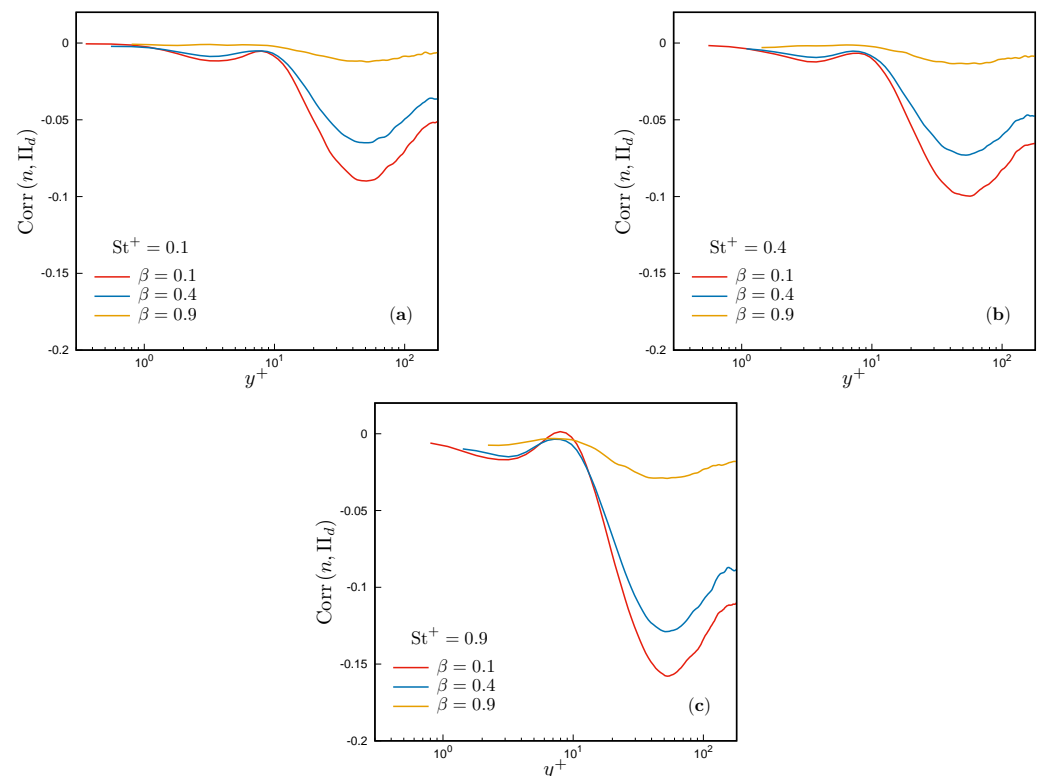 0
-0.05
-0.1
-0.15
-0.2
Corr (n, II_d)
St⁺ = 0.1
β = 0.1
β = 0.4
β = 0.9
(a)
10⁰ 10¹ 10²
y⁺
0
-0.05
-0.1
-0.15
-0.2
Corr (n, II_d)
St⁺ = 0.4
β = 0.1
β = 0.4
β = 0.9
(b)
10⁰ 10¹ 10²
y⁺
0
-0.05
-0.1
-0.15
-0.2
Corr (n, II_d)
St⁺ = 0.9
β = 0.1
β = 0.4
β = 0.9
(c)
10⁰ 10¹ 10²
y⁺